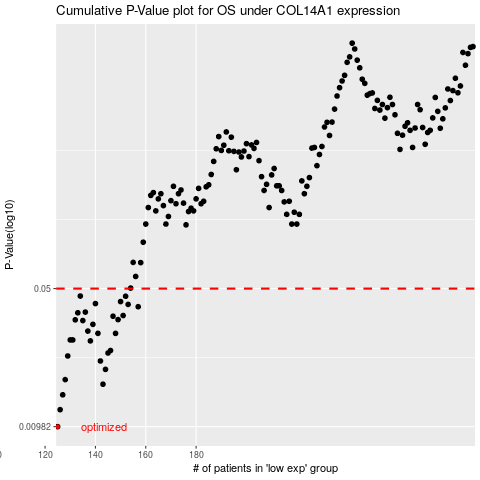 Cumulative P-Value plot for OS under COL14A1 expression
P-Value(log10)
0.05
0.00982
optimized
0 120 140 160 180
# of patients in 'low exp' group